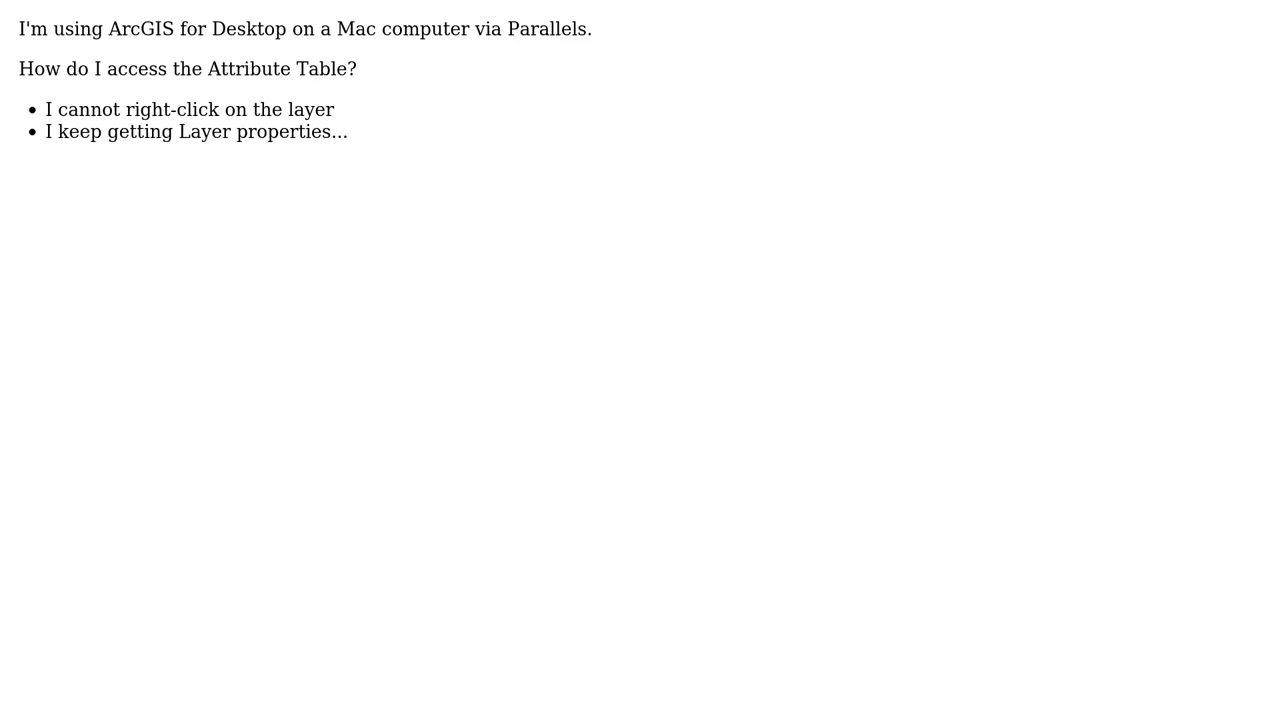 I'm using ArcGIS for Desktop on a Mac computer via Parallels.
How do I access the Attribute Table?
• I cannot right-click on the layer
• I keep getting Layer properties...